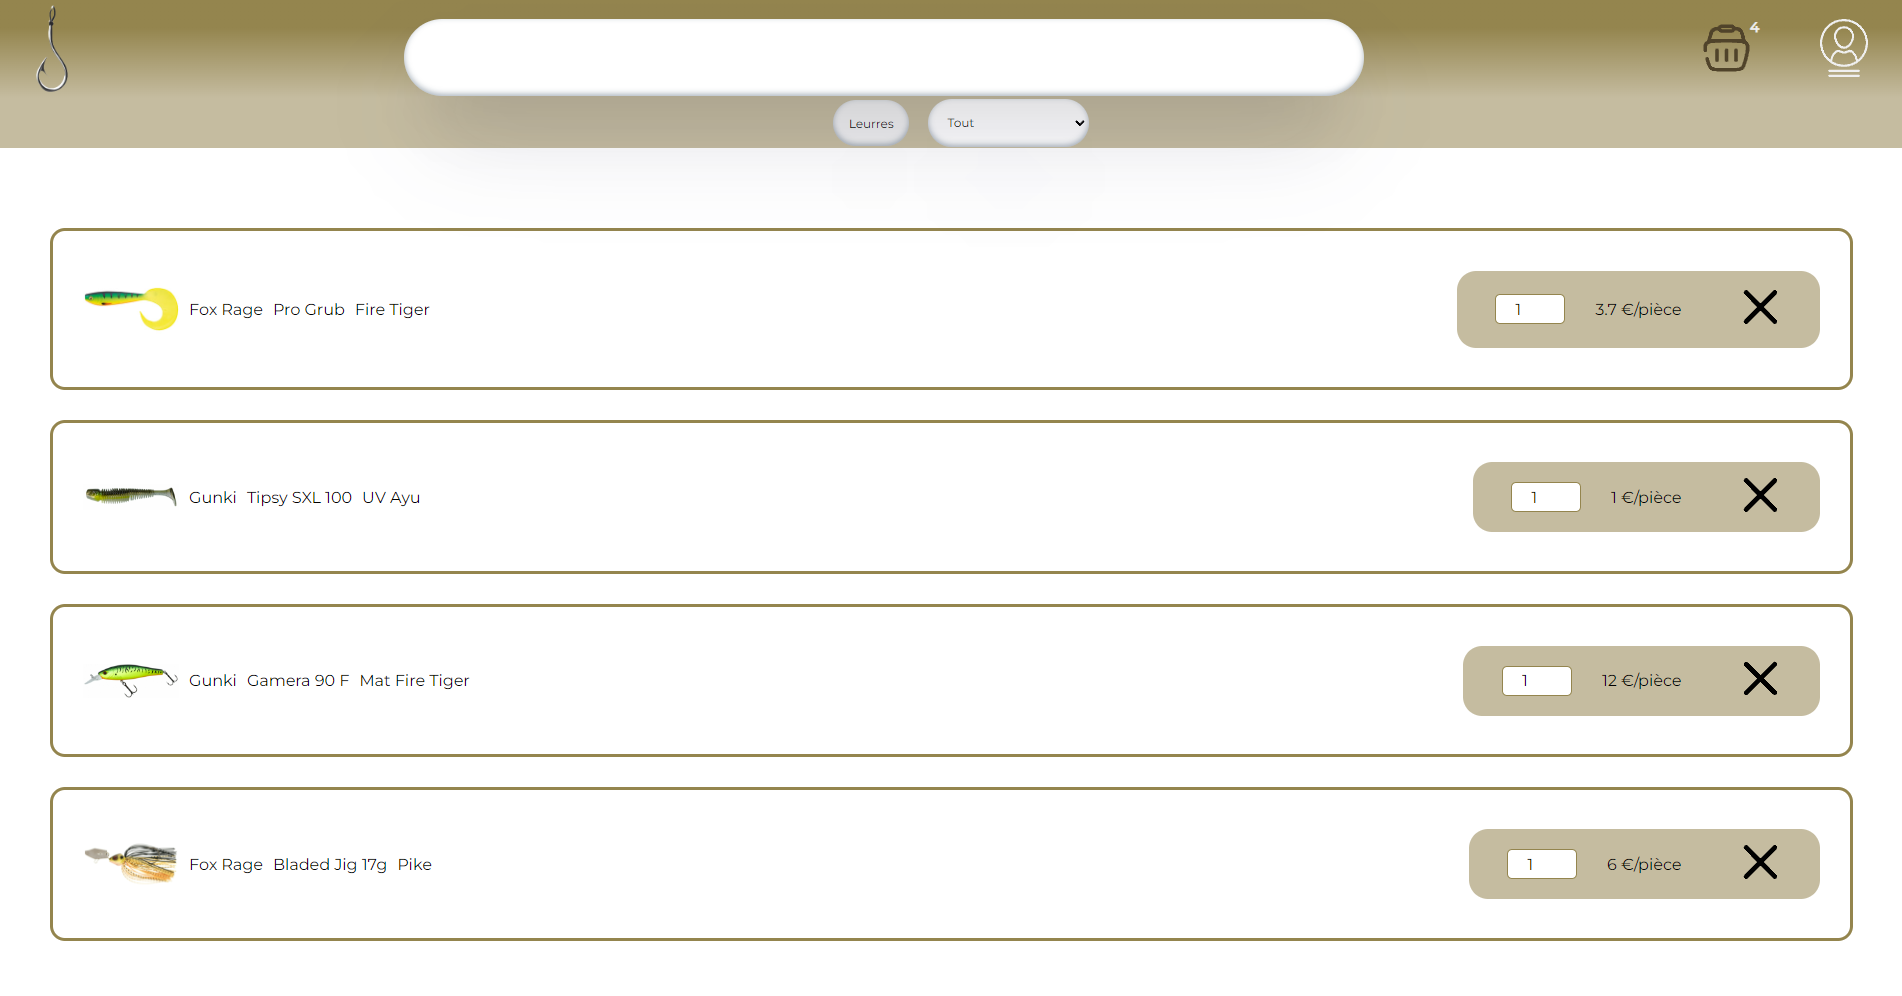 4
Leurres Tout
Fox Rage Pro Grub Fire Tiger 1 3.7 €/pièce
Gunki Tipsy SXL 100 UV Ayu 1 1 €/pièce
Gunki Gamera 90 F Mat Fire Tiger 1 12 €/pièce
Fox Rage Bladed Jig 17g Pike 1 6 €/pièce